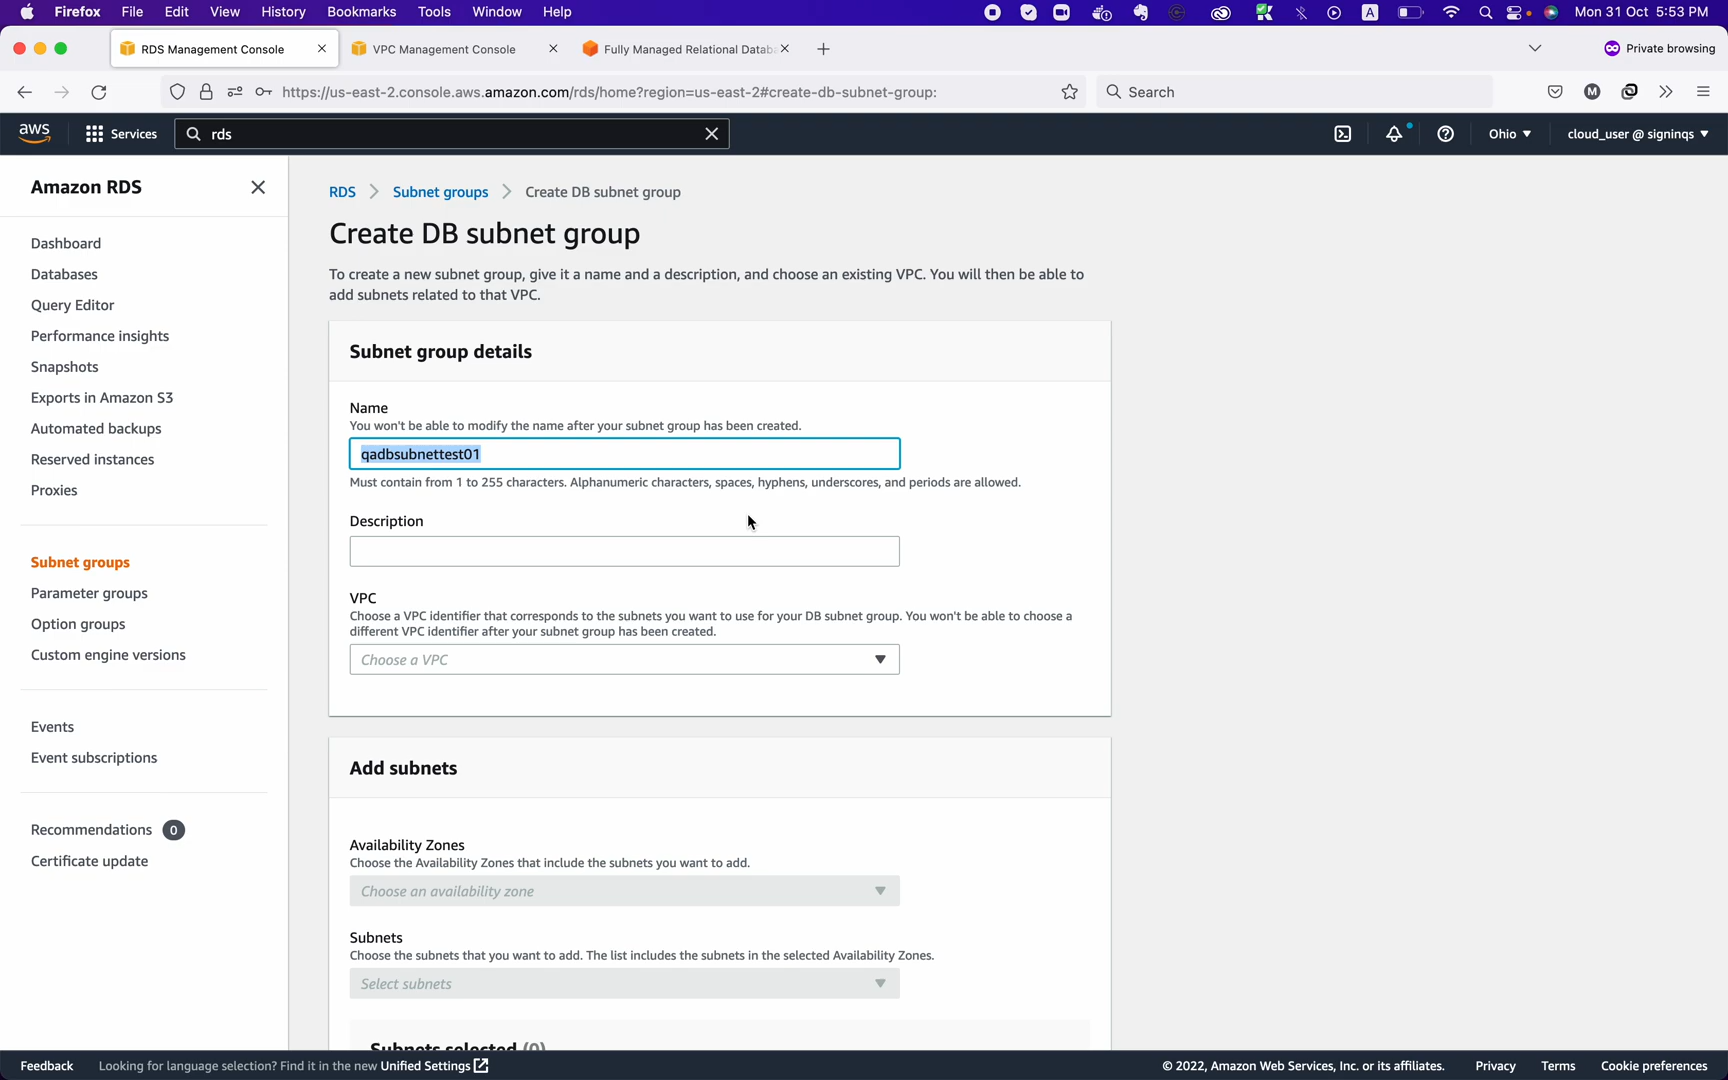 Firefox File Edit View History Bookmarks Tools Window Help A Mon 31 Oct 5:53 PM
RDS Management Console VPC Management Console Fully Managed Relational Datab Private browsing
https://us-east-2.console.aws.amazon.com/rds/home?region=us-east-2#create-db-subnet-group: Search M
aws Services rds Ohio cloud_user @ signinqs
Amazon RDS
Dashboard
Databases
Query Editor
Performance insights
Snapshots
Exports in Amazon S3
Automated backups
Reserved instances
Proxies
Subnet groups
Parameter groups
Option groups
Custom engine versions
Events
Event subscriptions
Recommendations 0
Certificate update
RDS Subnet groups Create DB subnet group
Create DB subnet group
To create a new subnet group, give it a name and a description, and choose an existing VPC. You will then be able to
add subnets related to that VPC.
Subnet group details
Name
You won't be able to modify the name after your subnet group has been created.
qadbsubnettest01
Must contain from 1 to 255 characters. Alphanumeric characters, spaces, hyphens, underscores, and periods are allowed.
Description
VPC
Choose a VPC identifier that corresponds to the subnets you want to use for your DB subnet group. You won't be able to choose a
different VPC identifier after your subnet group has been created.
Choose a VPC
Add subnets
Availability Zones
Choose the Availability Zones that include the subnets you want to add.
Choose an availability zone
Subnets
Choose the subnets that you want to add. The list includes the subnets in the selected Availability Zones.
Select subnets
Subnets selected (0)
Feedback Looking for language selection? Find it in the new Unified Settings © 2022, Amazon Web Services, Inc. or its affiliates. Privacy Terms Cookie preferences